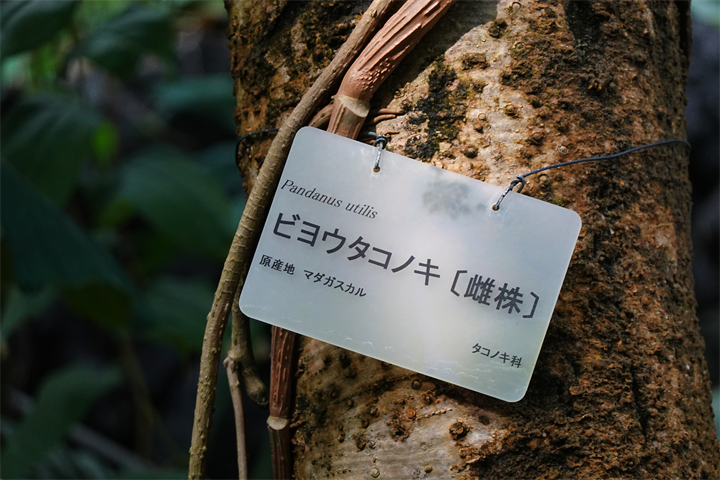 Pandanus utilis
ビヨウタコノキ〔雌株〕
原産地 マダガスカル
タコノキ科